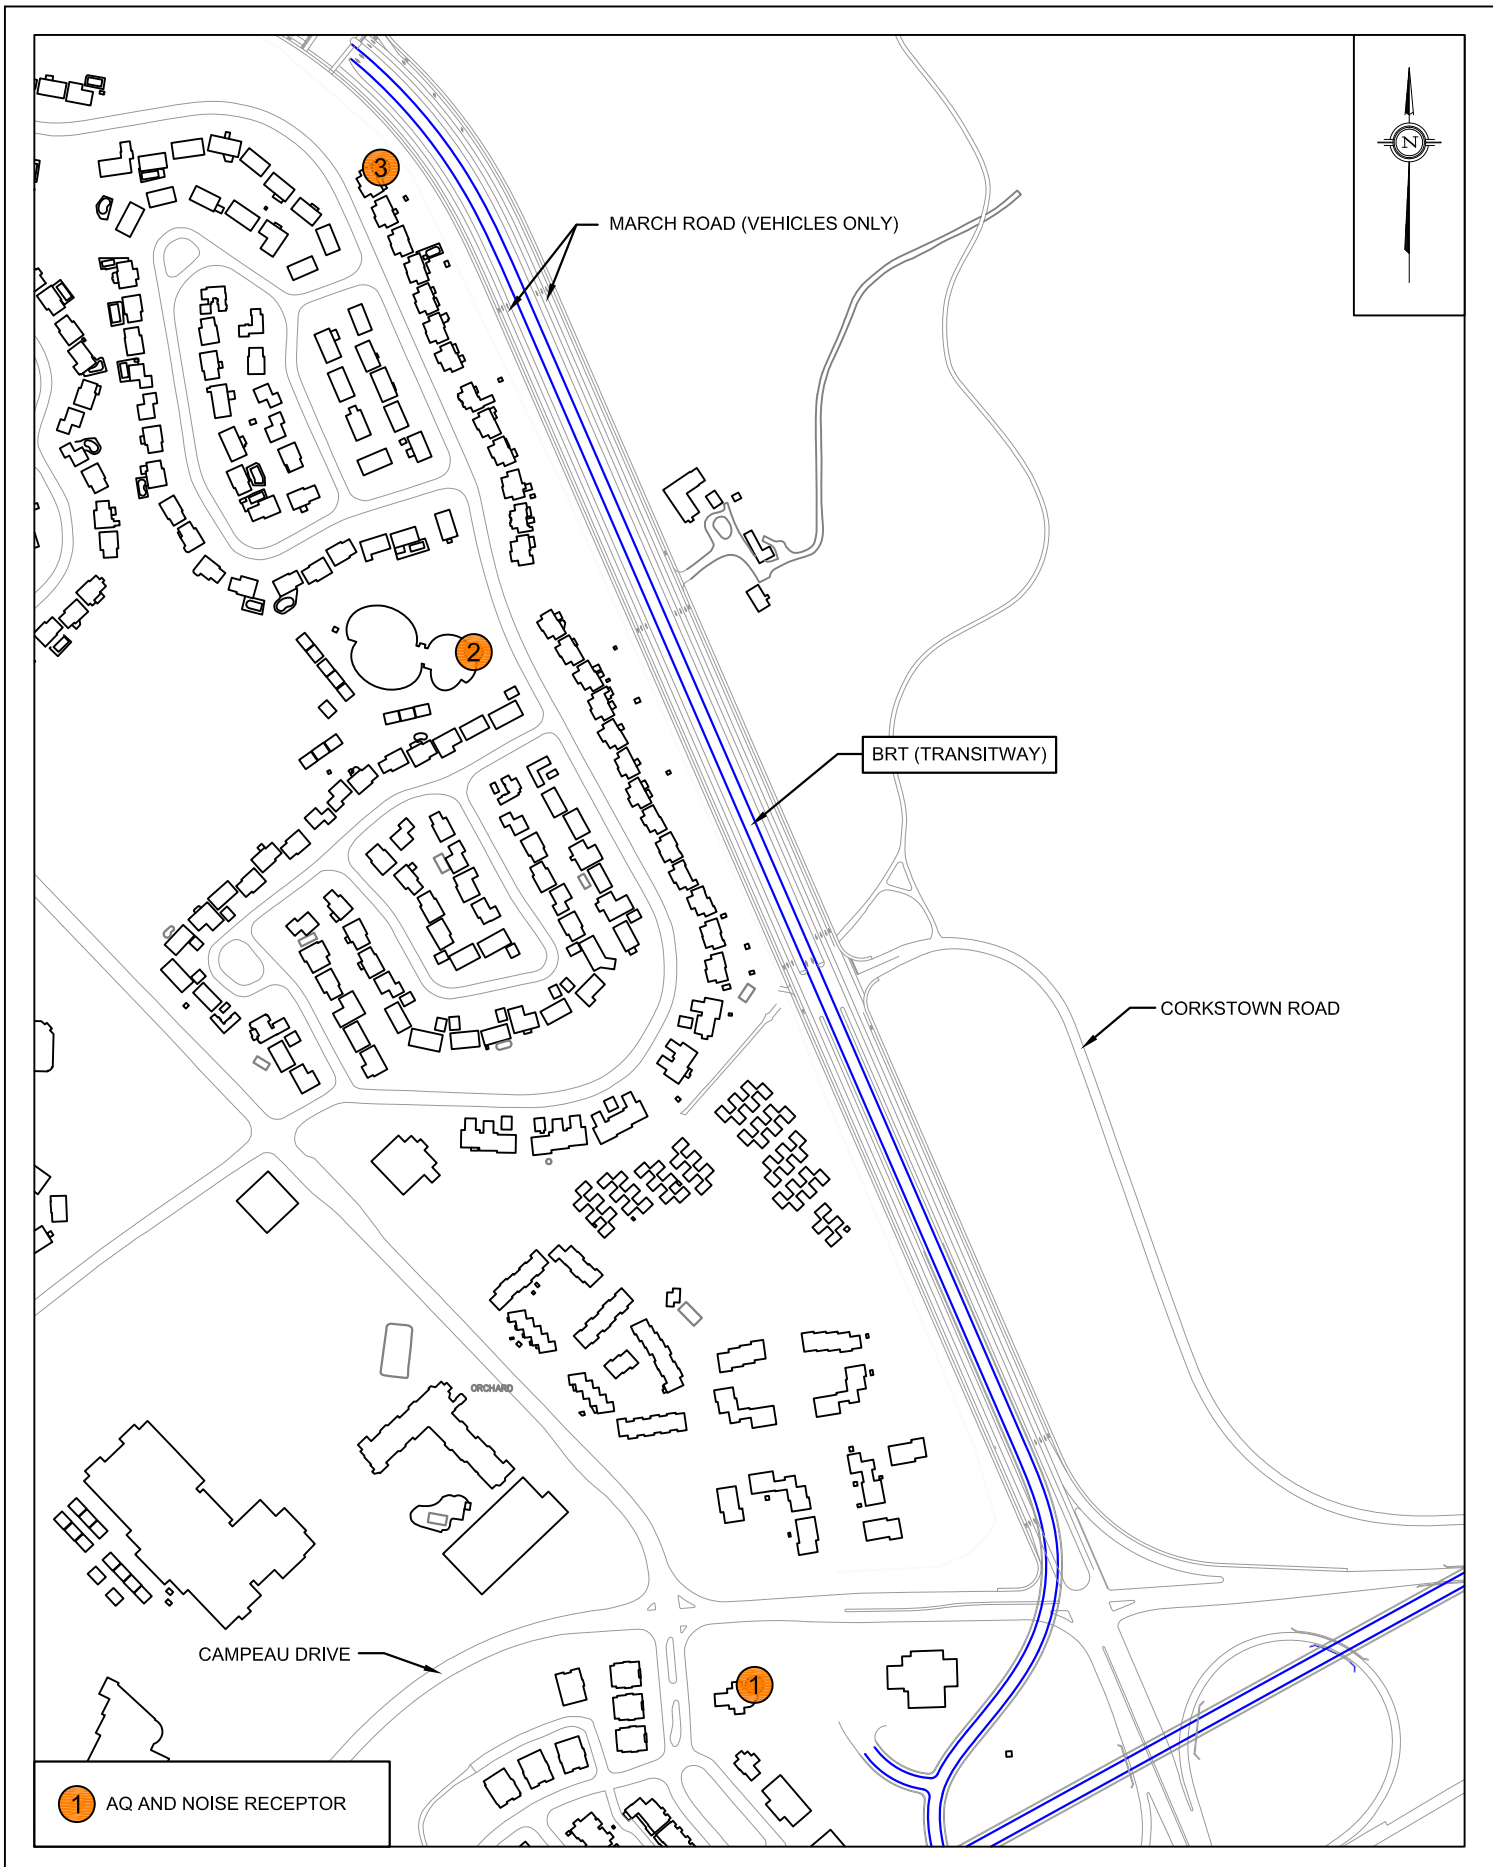 N
3
MARCH ROAD (VEHICLES ONLY)
2
BRT (TRANSITWAY)
CORKSTOWN ROAD
ORCHARD
CAMPEAU DRIVE
1
1 AQ AND NOISE RECEPTOR